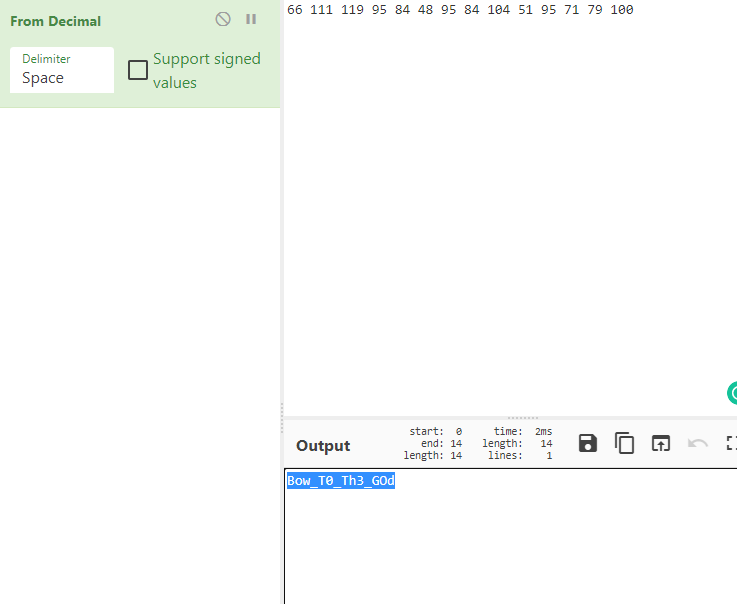 From Decimal
Delimiter
Space
Support signed
values
66 111 119 95 84 48 95 84 104 51 95 71 79 100
Output
start: 0
end: 14
length: 14
time: 2ms
length: 14
lines: 1
Bow_T0_Th3_GOd